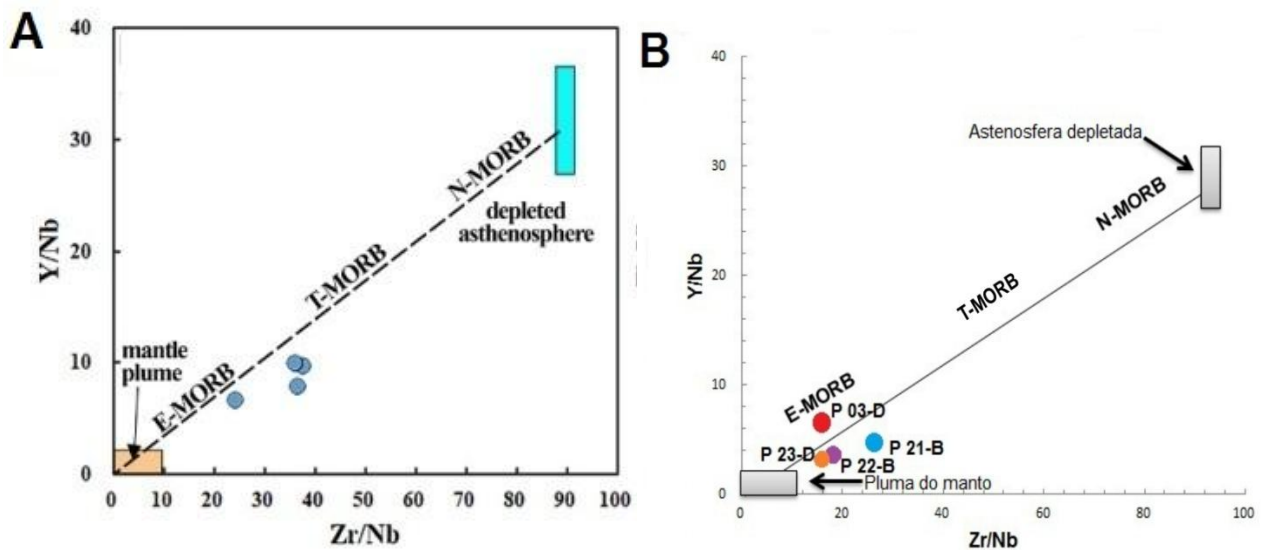 A
40
30
20
10
0
Y/Nb
N-MORB
depleted
asthenosphere
T-MORB
mantle
plume
E-MORB
0 10 20 30 40 50 60 70 80 90 100
Zr/Nb
B
40
30
20
10
0
Y/Nb
Astenosfera depletada
N-MORB
T-MORB
E-MORB
P 03-D
P 21-B
P 23-D
P 22-B
Pluma do manto
0 20 40 60 80 100
Zr/Nb